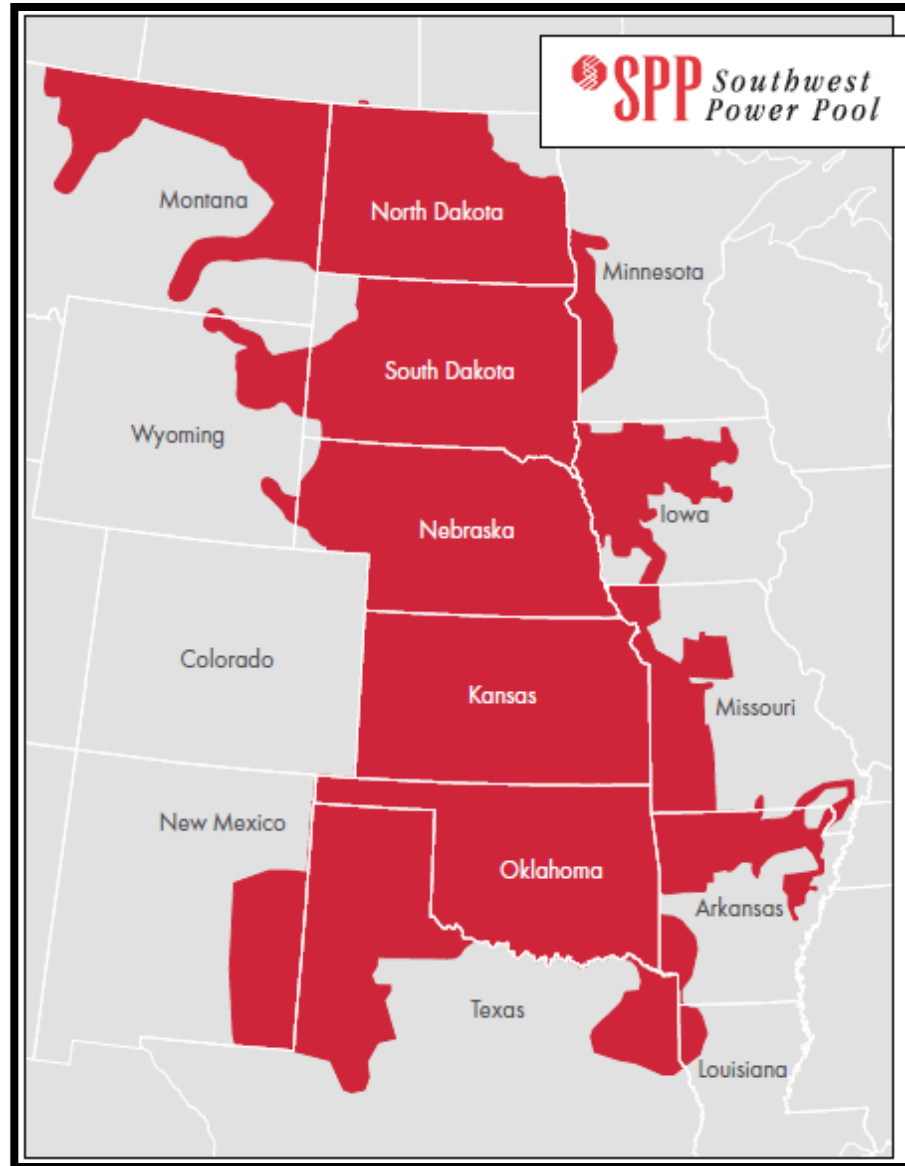 SPP Southwest
Power Pool
Montana
North Dakota
Minnesota
South Dakota
Wyoming
Iowa
Nebraska
Colorado
Kansas
Missouri
New Mexico
Oklahoma
Arkansas
Texas
Louisiana